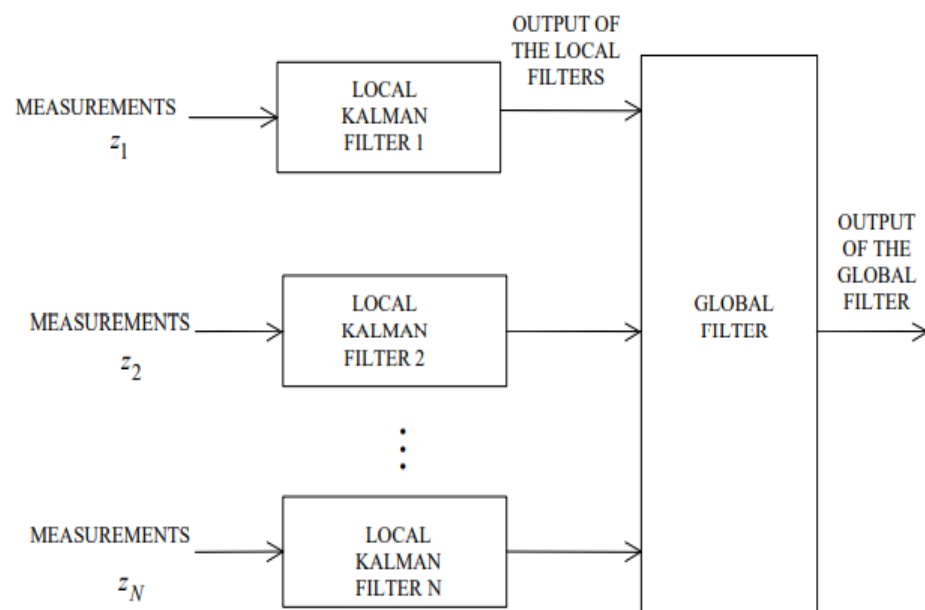 OUTPUT OF
THE LOCAL
FILTERS
MEASUREMENTS
z1
LOCAL
KALMAN
FILTER 1
MEASUREMENTS
z2
LOCAL
KALMAN
FILTER 2
MEASUREMENTS
zN
LOCAL
KALMAN
FILTER N
GLOBAL
FILTER
OUTPUT
OF THE
GLOBAL
FILTER